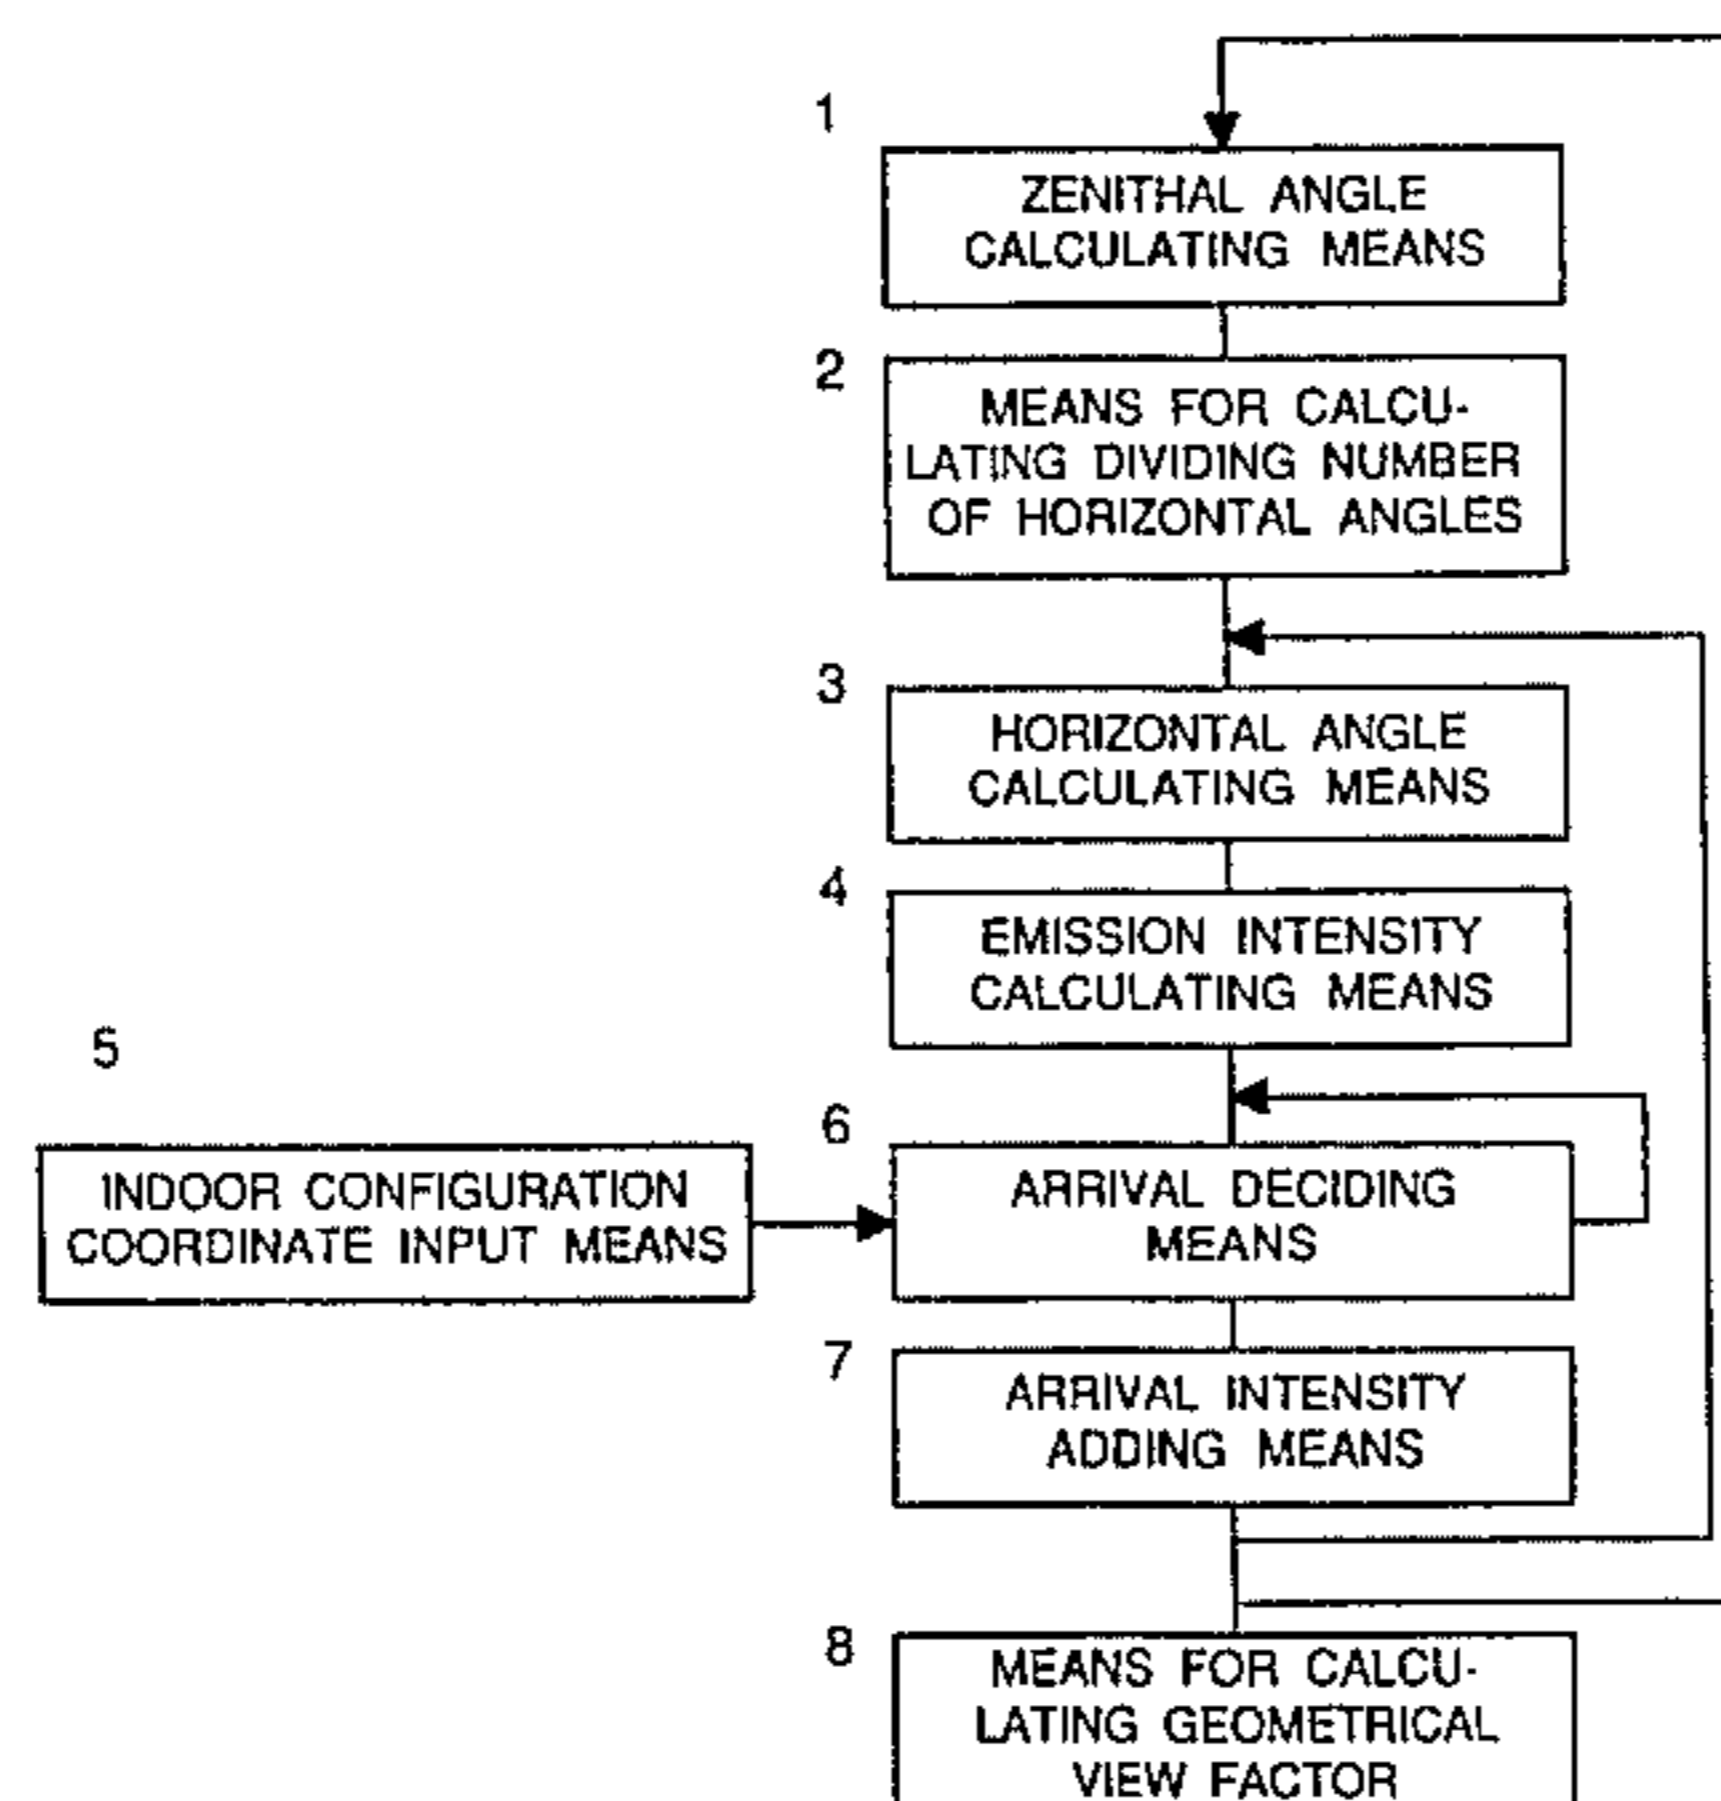 1
ZENITHAL ANGLE
CALCULATING MEANS
2
MEANS FOR CALCU-
LATING DIVIDING NUMBER
OF HORIZONTAL ANGLES
3
HORIZONTAL ANGLE
CALCULATING MEANS
4
EMISSION INTENSITY
CALCULATING MEANS
5
INDOOR CONFIGURATION
COORDINATE INPUT MEANS
6
ARRIVAL DECIDING
MEANS
7
ARRIVAL INTENSITY
ADDING MEANS
8
MEANS FOR CALCU-
LATING GEOMETRICAL
VIEW FACTOR